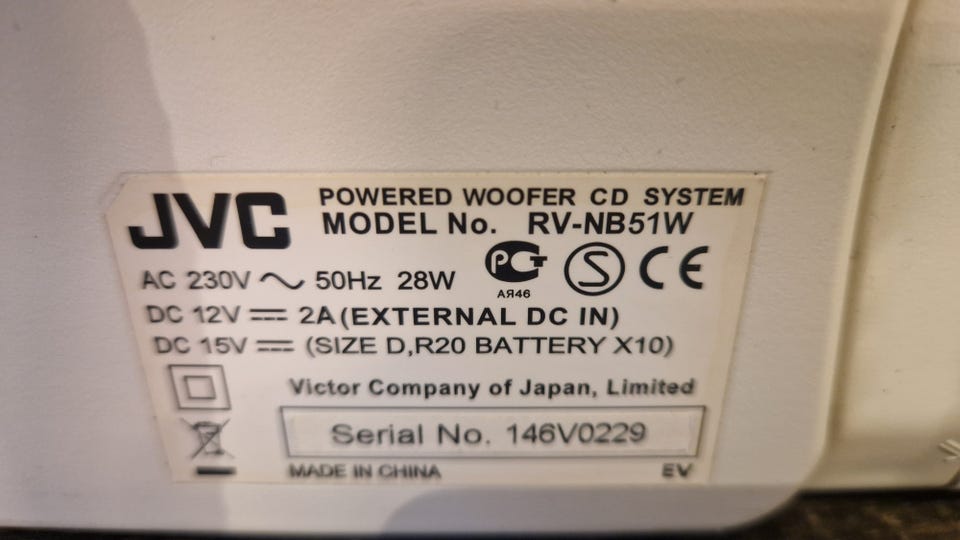 JVC POWERED WOOFER CD SYSTEM
MODEL No. RV-NB51W
AC 230V ~ 50Hz 28W PCT S CE
АЯ46
DC 12V ⎓ 2A (EXTERNAL DC IN)
DC 15V ⎓ (SIZE D,R20 BATTERY X10)
Victor Company of Japan, Limited
Serial No. 146V0229
MADE IN CHINA EV